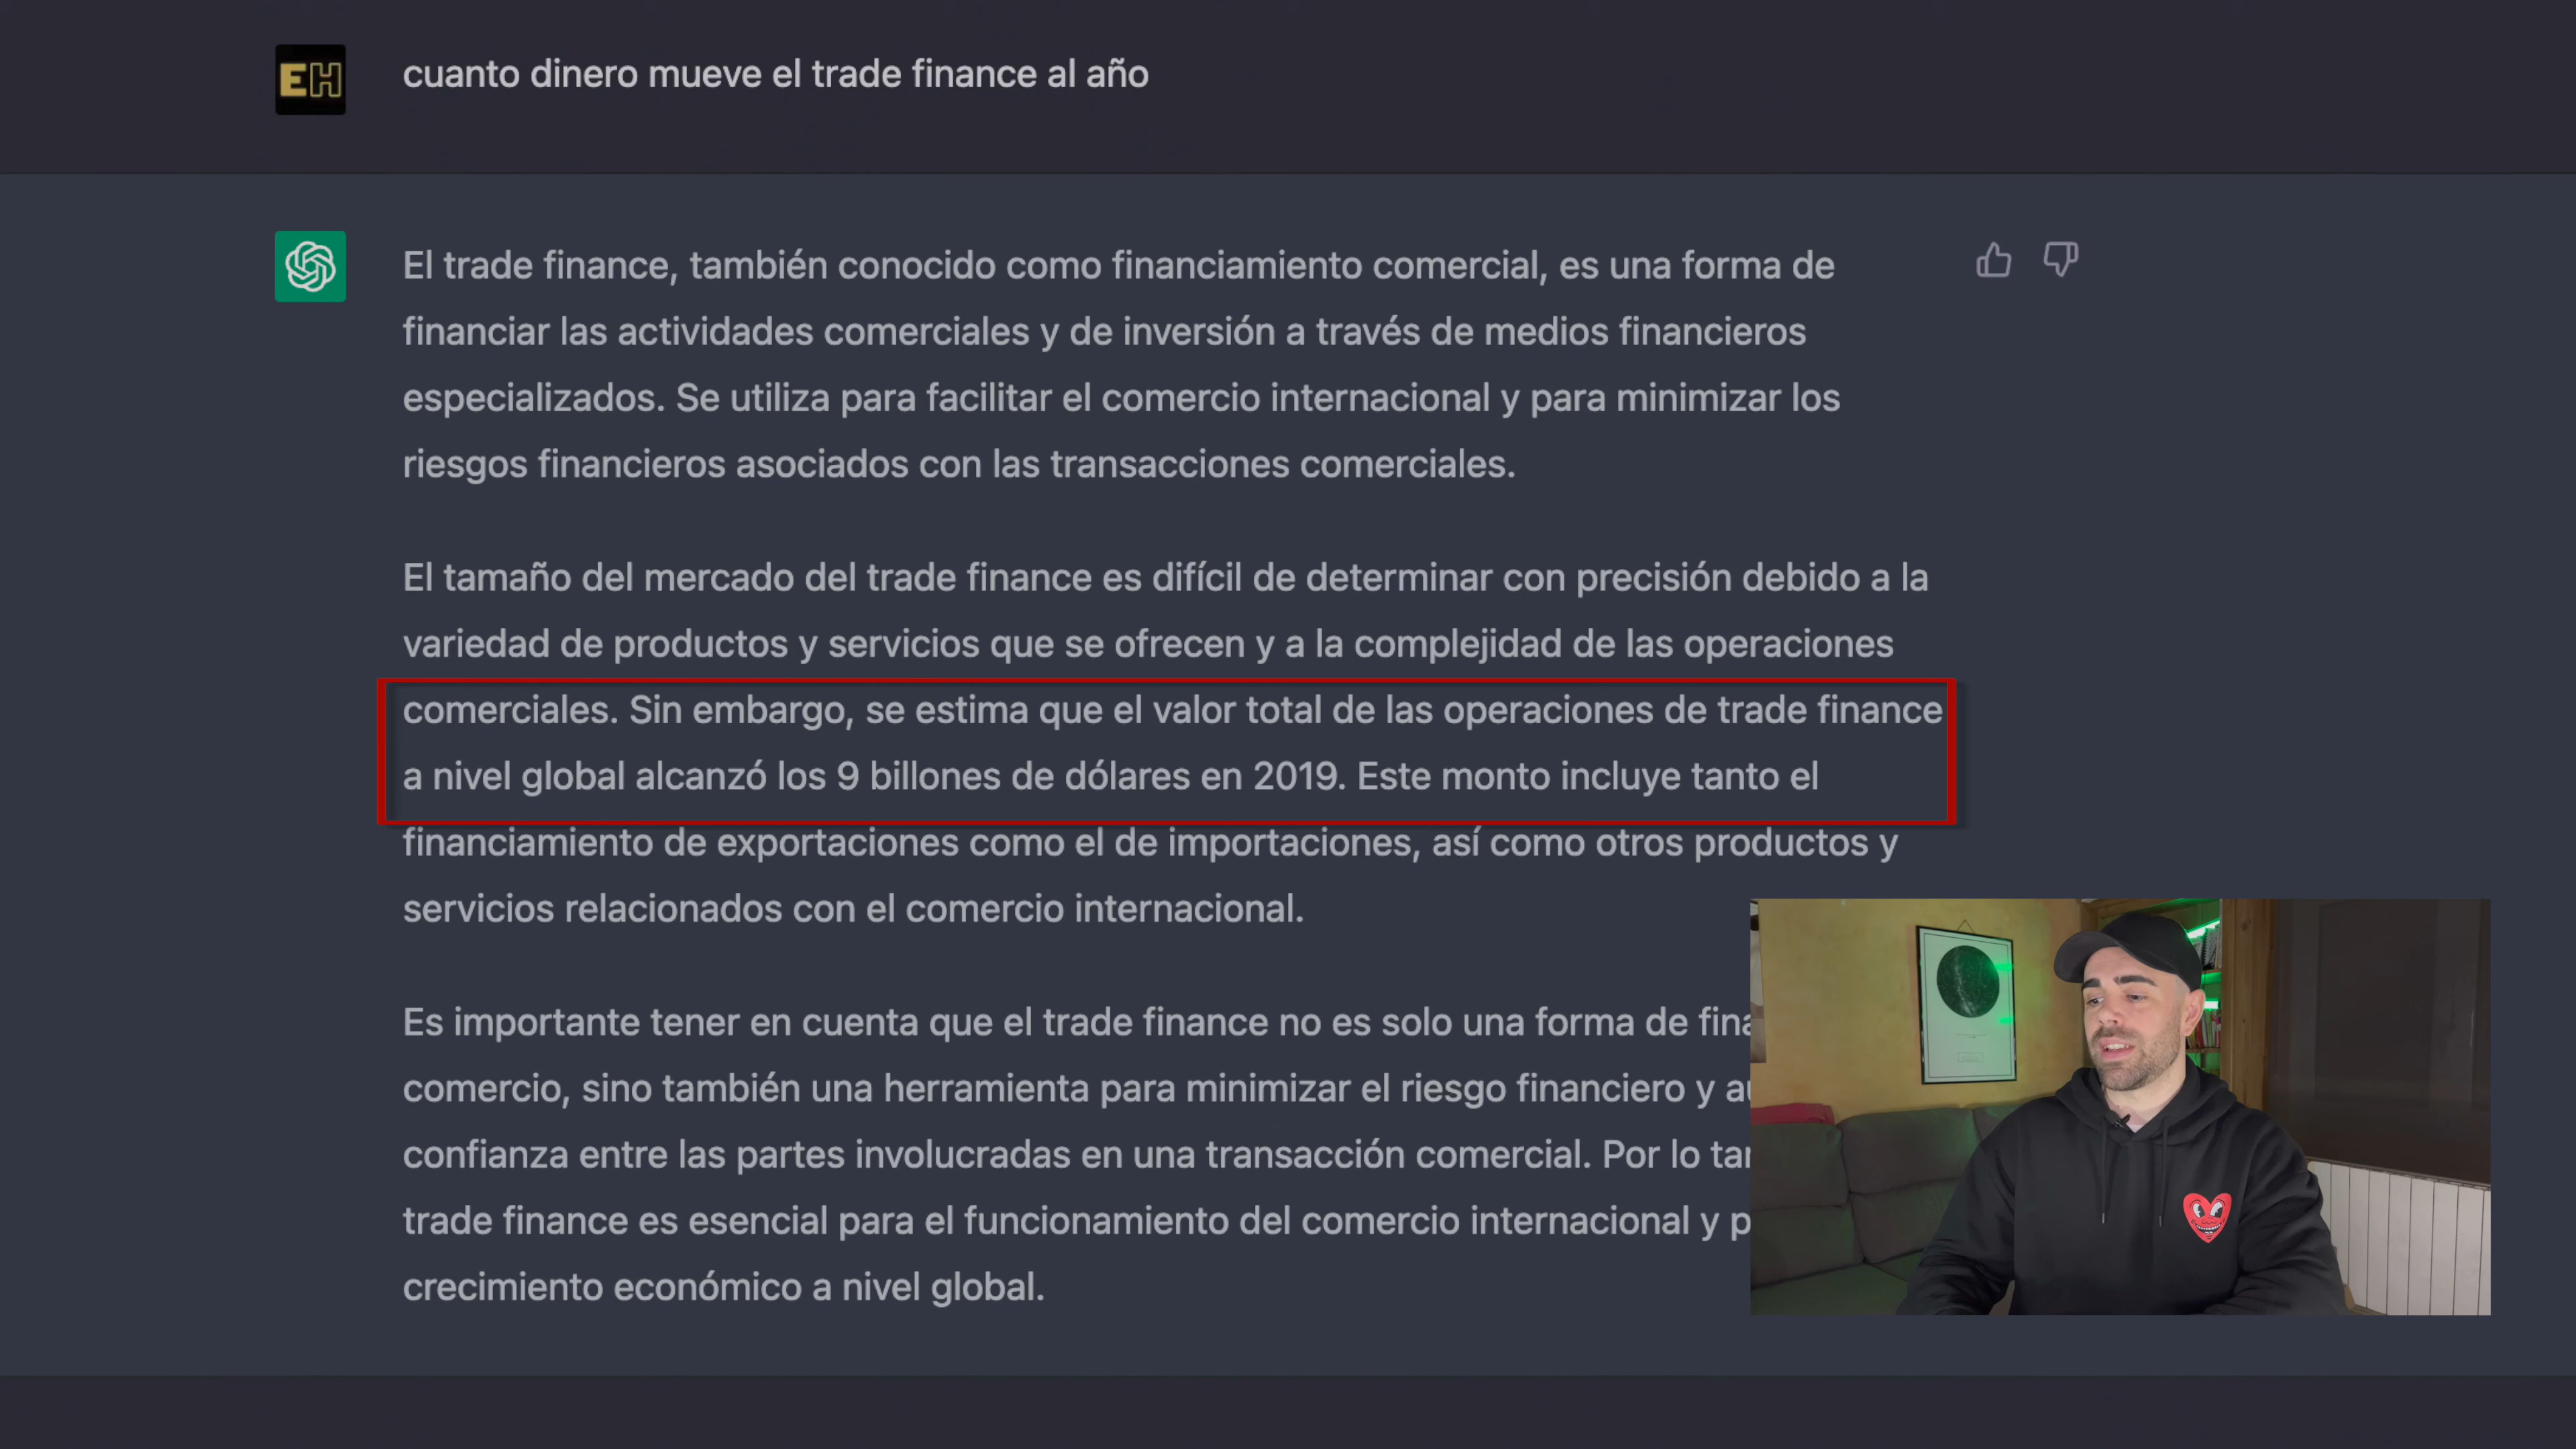 EH
cuanto dinero mueve el trade finance al año
El trade finance, también conocido como financiamiento comercial, es una forma de
financiar las actividades comerciales y de inversión a través de medios financieros
especializados. Se utiliza para facilitar el comercio internacional y para minimizar los
riesgos financieros asociados con las transacciones comerciales.
El tamaño del mercado del trade finance es difícil de determinar con precisión debido a la
variedad de productos y servicios que se ofrecen y a la complejidad de las operaciones
comerciales. Sin embargo, se estima que el valor total de las operaciones de trade finance
a nivel global alcanzó los 9 billones de dólares en 2019. Este monto incluye tanto el
financiamiento de exportaciones como el de importaciones, así como otros productos y
servicios relacionados con el comercio internacional.
Es importante tener en cuenta que el trade finance no es solo una forma de
comercio, sino también una herramienta para minimizar el riesgo financiero y
confianza entre las partes involucradas en una transacción comercial. Por lo
trade finance es esencial para el funcionamiento del comercio internacional y
crecimiento económico a nivel global.